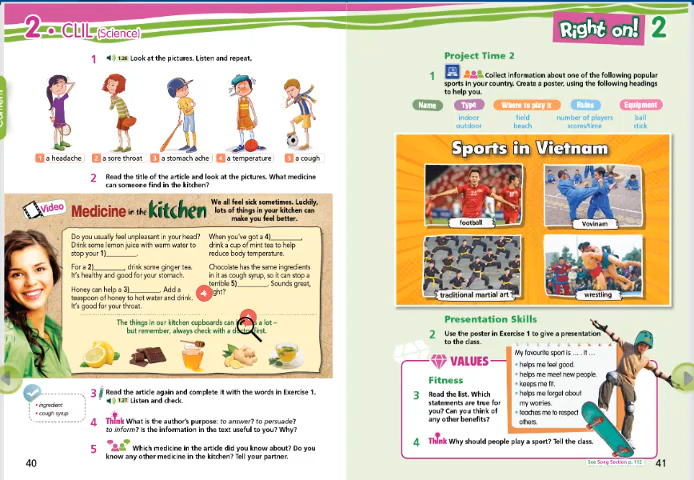 2 • CLIL (Science)
1 1.26 Look at the pictures. Listen and repeat.
1 a headache
2 a sore throat
3 a stomach ache
4 a temperature
5 a cough
2 Read the title of the article and look at the pictures. What medicine
can someone find in the kitchen?
Video
Medicine in the kitchen
We all feel sick sometimes. Luckily,
lots of things in your kitchen can
make you feel better.
Do you usually feel unpleasant in your head?
Drink some lemon juice with warm water to
stop your 1)________.
For a 2)________, drink some ginger tea.
It's healthy and good for your stomach.
Honey can help a 3)________. Add a
teaspoon of honey to hot water and drink.
It's good for your throat.
When you've got a 4)________,
drink a cup of mint tea to help
reduce body temperature.
Chocolate has the same ingredients
in it as cough syrup, so it can stop a
terrible 5)________. Sounds great,
ght?
The things in our kitchen cupboards can a lot –
but remember, always check with a doctor first.
• ingredient
• cough syrup
3 Read the article again and complete it with the words in Exercise 1.
1.27 Listen and check.
4 Think What is the author's purpose: to answer? to persuade?
to inform? Is the information in the text useful to you? Why?
5 Which medicine in the article did you know about? Do you
know any other medicine in the kitchen? Tell your partner.
40
Right on! 2
Project Time 2
1 Collect information about one of the following popular
sports in your country. Create a poster, using the following headings
to help you.
Name
Type
Where to play it
Rules
Equipment
indoor
outdoor
field
beach
number of players
scores/time
ball
stick
Sports in Vietnam
football
Vovinam
traditional martial art
wrestling
Presentation Skills
2 Use the poster in Exercise 1 to give a presentation
to the class.
VALUES
Fitness
3 Read the list. Which
statements are true for
you? Can you think of
any other benefits?
My favourite sport is ... . It ...
• helps me feel good.
• helps me meet new people.
• keeps me fit.
• helps me forget about
my worries.
• teaches me to respect
others.
4 Think Why should people play a sport? Tell the class.
See Song Section p. 112
41